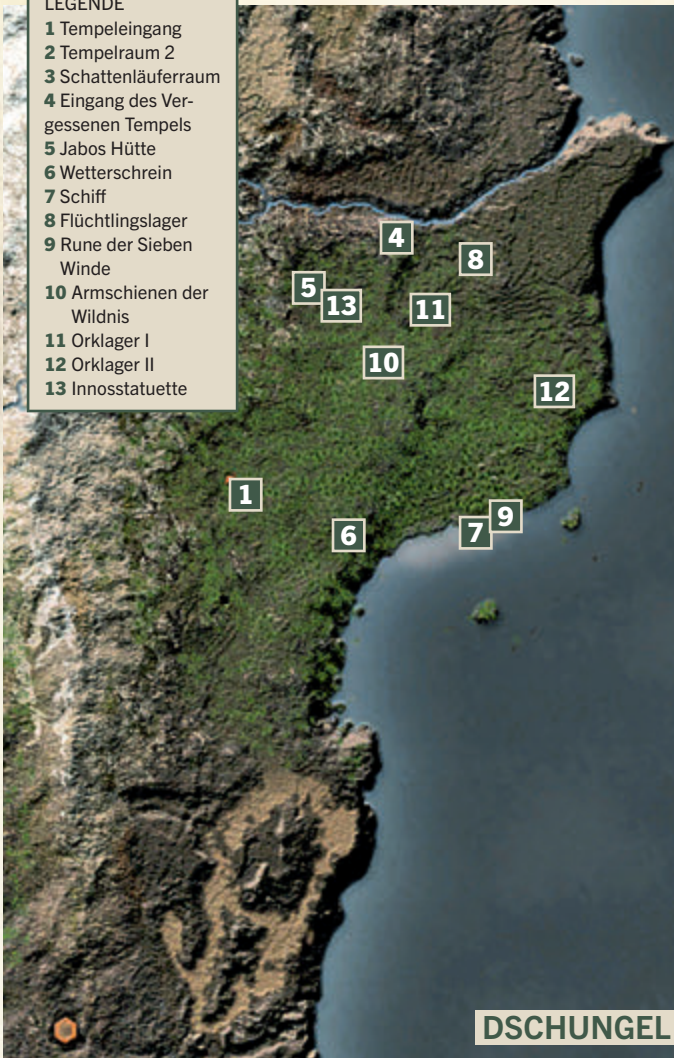 LEGENDE
1 Tempeleingang
2 Tempelraum 2
3 Schattenläuferraum
4 Eingang des Ver-
gessenen Tempels
5 Jabos Hütte
6 Wetterschrein
7 Schiff
8 Flüchtlingslager
9 Rune der Sieben
Winde
10 Armschienen der
Wildnis
11 Orklager I
12 Orklager II
13 Innosstatuette
4
8
5
13
11
10
12
1
9
7
6
DSCHUNGEL